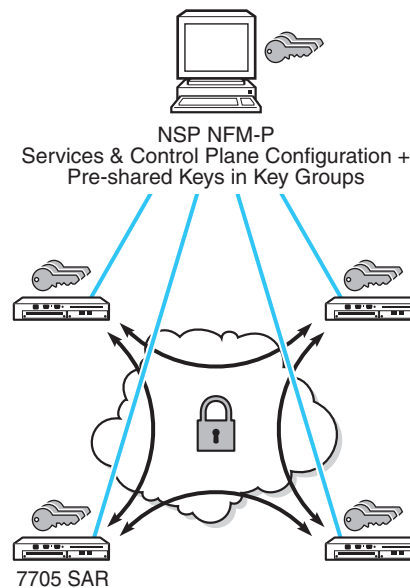 NSP NFM-P
Services & Control Plane Configuration +
Pre-shared Keys in Key Groups
7705 SAR